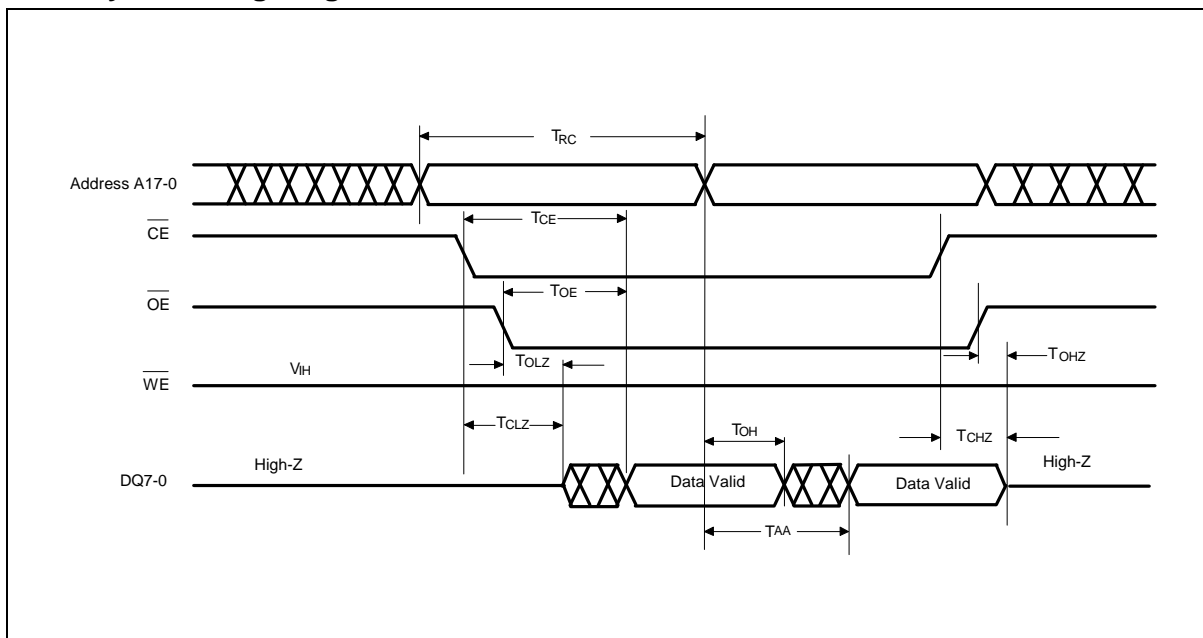 TRC
Address A17-0
TCE
CE
TOE
OE
TOLZ
TOHZ
VIH
WE
TCLZ
TOH
TCHZ
High-Z
High-Z
DQ7-0
Data Valid
Data Valid
TAA